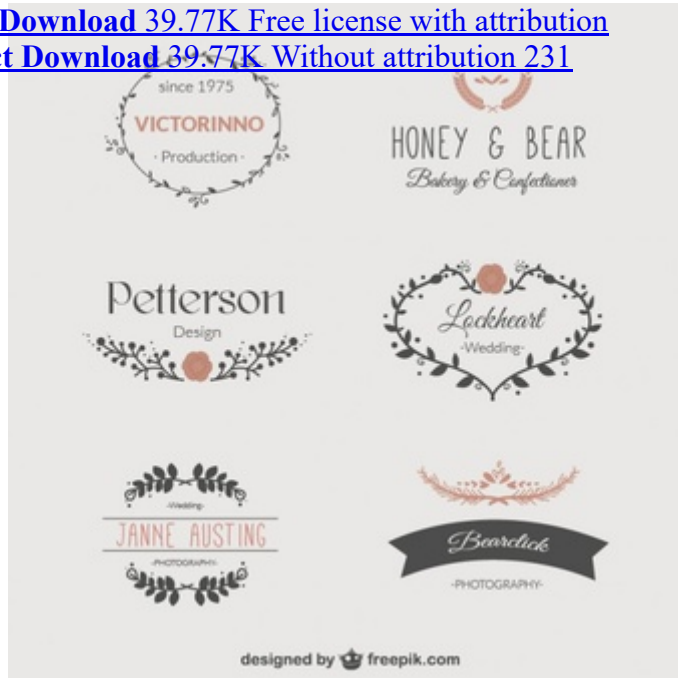 Download 39.77K Free license with attribution
t Download 39.77K Without attribution 231
since 1975
VICTORINNO
· Production ·
HONEY & BEAR
Bakery & Confectioner
Petterson
Design
Lockheart
-Wedding-
-Wedding-
JANNE AUSTING
-PHOTOGRAPHY-
Bearclick
-PHOTOGRAPHY-
designed by freepik.com